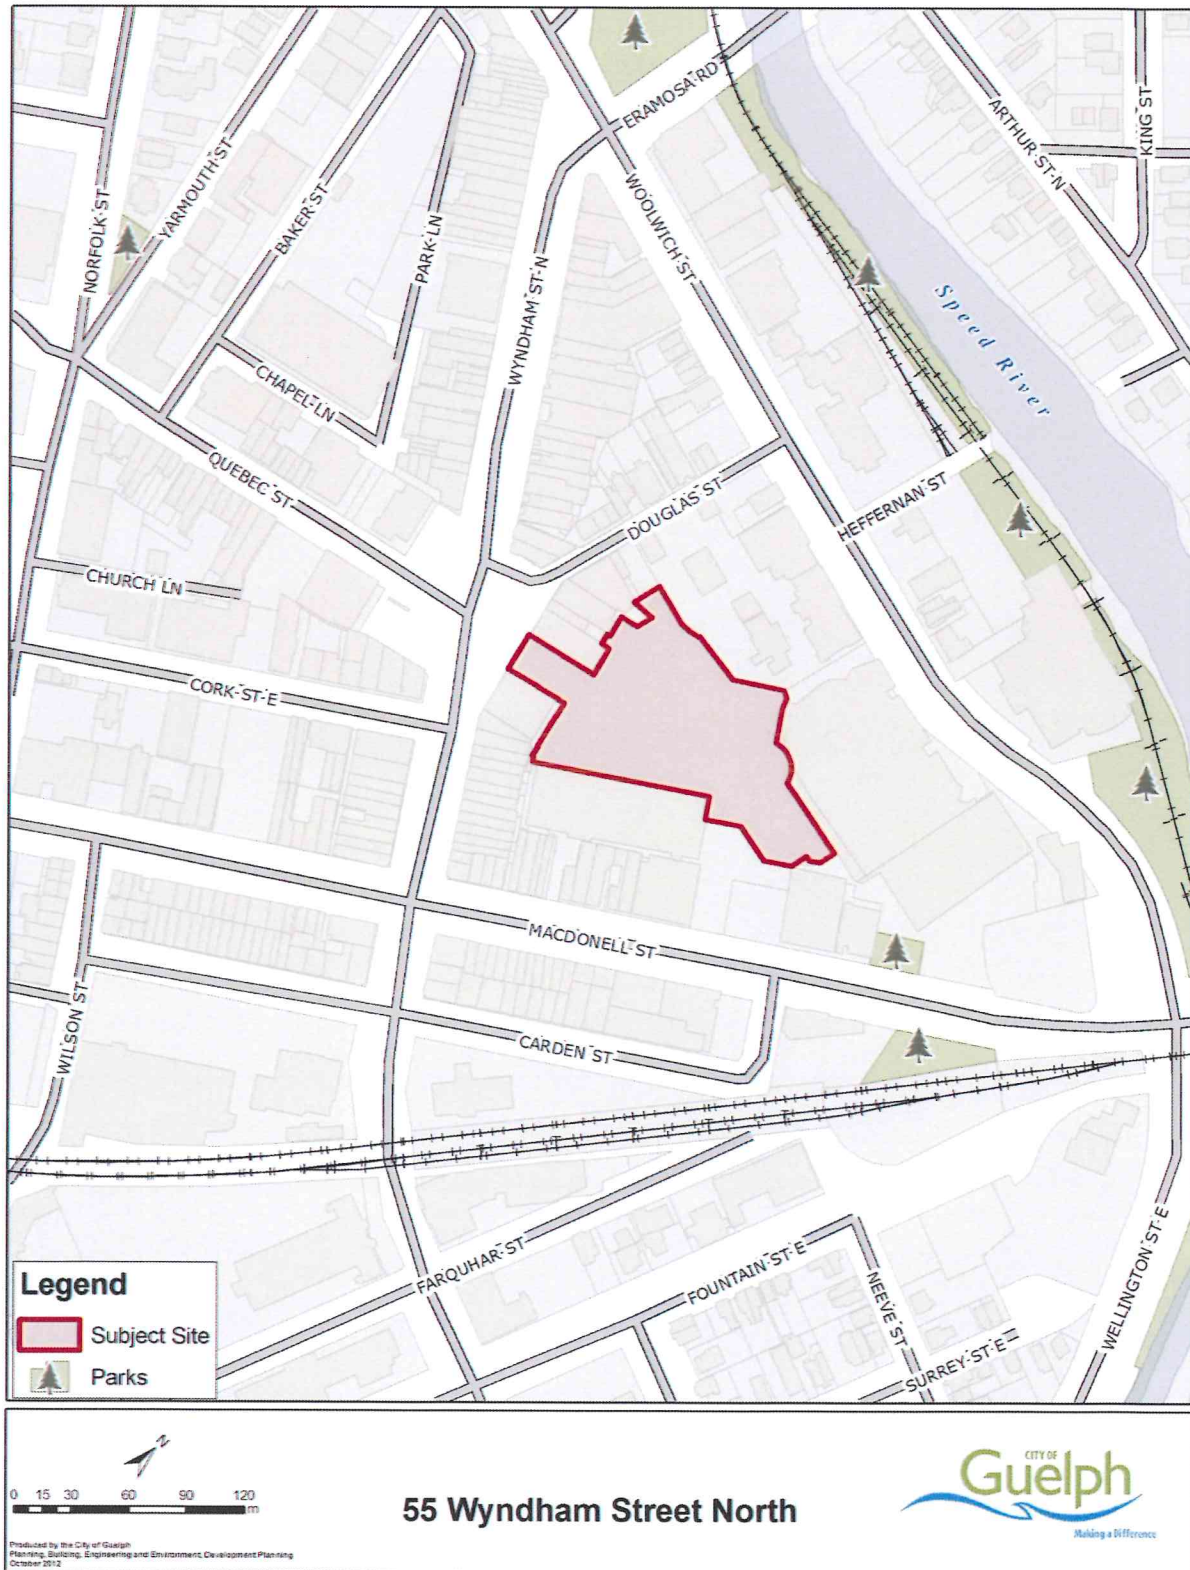 ERAMOSA RD
ARTHUR ST N
KING ST
NORFOLK ST
YARMOUTH ST
BAKER ST
PARK LN
WYNDHAM ST N
WOOLWICH ST
Speed River
CHAPEL LN
QUEBEC ST
DOUGLAS ST
HEFFERNAN ST
CHURCH LN
CORK ST E
MACDONELL ST
WILSON ST
CARDEN ST
FARQUHAR ST
FOUNTAIN ST E
NEEVE ST
SURREY ST E
WELLINGTON ST E
Legend
Subject Site
Parks
N
0 15 30 60 90 120
m
55 Wyndham Street North
CITY OF
Guelph
Making a Difference
Produced by the City of Guelph
Planning, Building, Engineering and Environment, Development Planning
October 2012